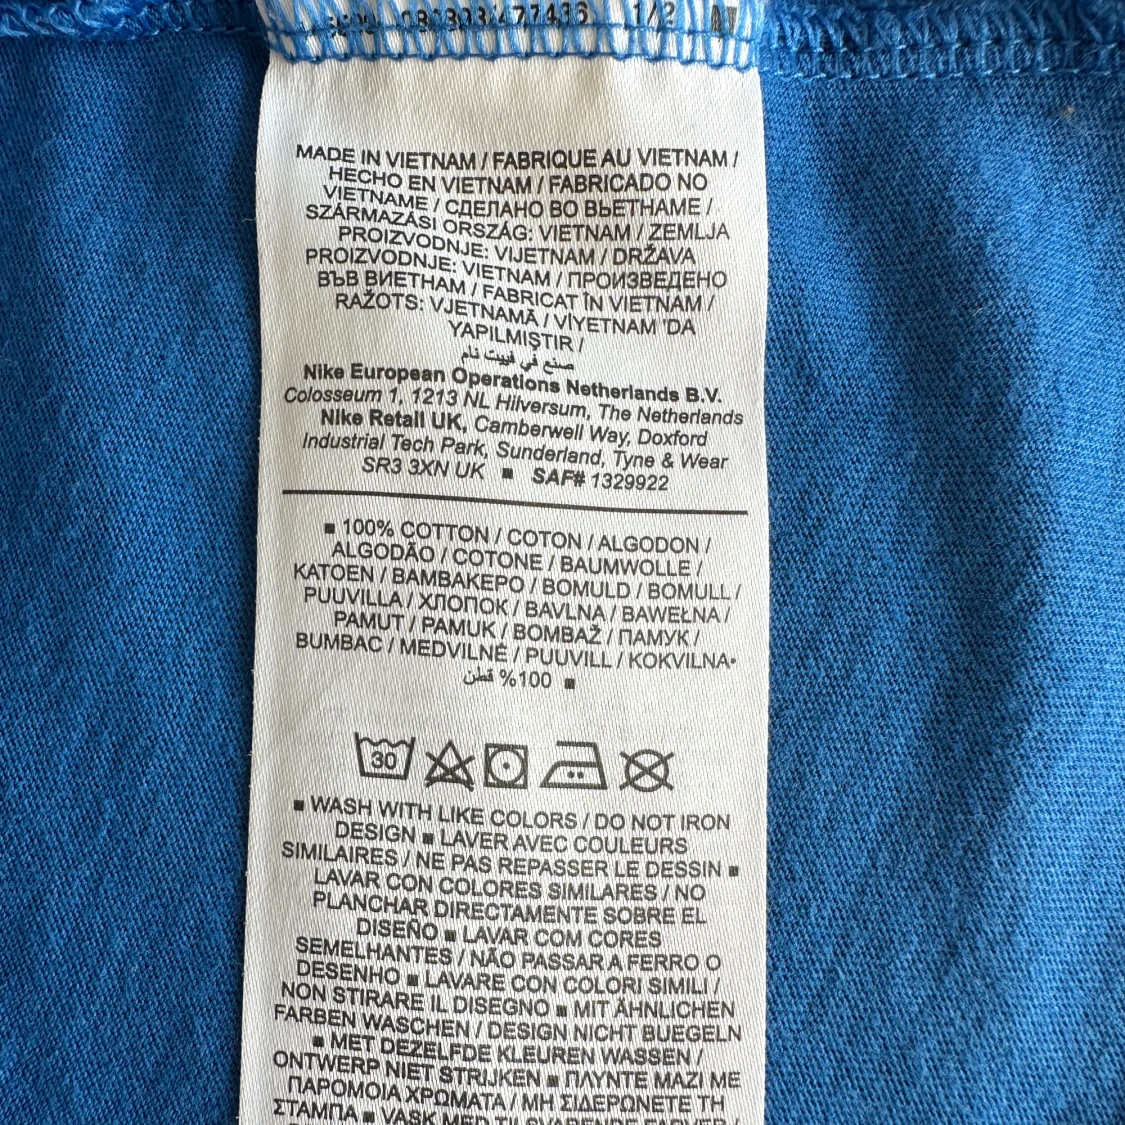 1/2
MADE IN VIETNAM / FABRIQUE AU VIETNAM /
HECHO EN VIETNAM / FABRICADO NO
VIETNAME / СДЕЛАНО ВО ВЬЕТНАМЕ /
SZÁRMAZÁSI ORSZÁG: VIETNAM / ZEMLJA
PROIZVODNJE: VIJETNAM / DRŽAVA
PROIZVODNJE: VIETNAM / ПРОИЗВЕДЕНО
ВЪВ ВИЕТНАМ / FABRICAT ÎN VIETNAM /
RAŽOTS: VJETNAMĀ / VİYETNAM 'DA
YAPILMIŞTIR /
صنع في فييت نام
Nike European Operations Netherlands B.V.
Colosseum 1, 1213 NL Hilversum, The Netherlands
Nike Retail UK, Camberwell Way, Doxford
Industrial Tech Park, Sunderland, Tyne & Wear
SR3 3XN UK ■ SAF# 1329922
■ 100% COTTON / COTON / ALGODON /
ALGODÃO / COTONE / BAUMWOLLE /
KATOEN / ΒΑΜΒΑΚΕΡΟ / BOMULD / BOMULL /
PUUVILLA / ХЛОПОК / BAVLNA / BAWEŁNA /
PAMUT / PAMUK / BOMBAŽ / ПАМУК /
BUMBAC / MEDVILNĖ / PUUVILL / KOKVILNA•
100% قطن ■
30
■ WASH WITH LIKE COLORS / DO NOT IRON
DESIGN ■ LAVER AVEC COULEURS
SIMILAIRES / NE PAS REPASSER LE DESSIN ■
LAVAR CON COLORES SIMILARES / NO
PLANCHAR DIRECTAMENTE SOBRE EL
DISEÑO ■ LAVAR COM CORES
SEMELHANTES / NÃO PASSAR A FERRO O
DESENHO ■ LAVARE CON COLORI SIMILI /
NON STIRARE IL DISEGNO ■ MIT ÄHNLICHEN
FARBEN WASCHEN / DESIGN NICHT BUEGELN
■ MET DEZELFDE KLEUREN WASSEN /
ONTWERP NIET STRIJKEN ■ ΠΛΥΝΤΕ ΜΑΖΙ ΜΕ
ΠΑΡΟΜΟΙΑ ΧΡΩΜΑΤΑ / ΜΗ ΣΙΔΕΡΩΝΕΤΕ ΤΗ
ΣΤΑΜΠΑ ■ VASK MED TILSVARENDE FARVER /